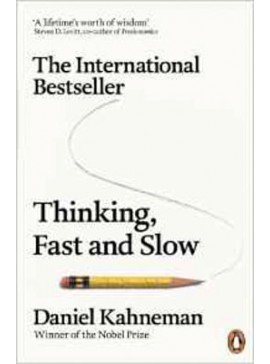 ‘A lifetime's worth of wisdom’
Steven D. Levitt, co-author of Freakonomics
The International
Bestseller
Thinking,
Fast and Slow
Daniel Kahneman
Winner of the Nobel Prize